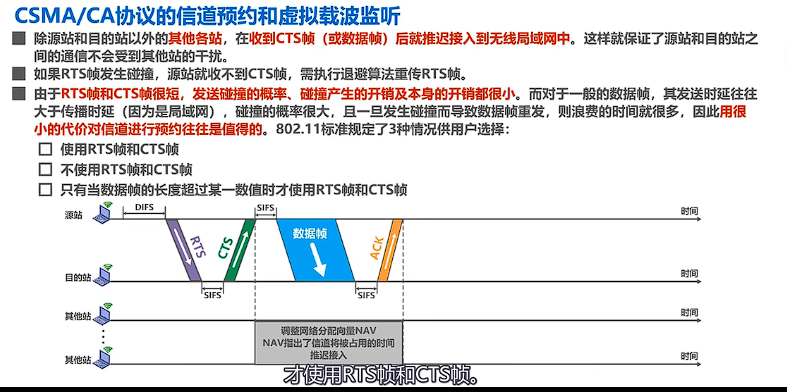 CSMA/CA协议的信道预约和虚拟载波监听
除源站和目的站以外的其他各站，在收到CTS帧（或数据帧）后就推迟接入到无线局域网中。这样就保证了源站和目的站之
间的通信不会受到其他站的干扰。
如果RTS帧发生碰撞，源站就收不到CTS帧，需执行退避算法重传RTS帧。
由于RTS帧和CTS帧很短，发送碰撞的概率、碰撞产生的开销及本身的开销都很小。而对于一般的数据帧，其发送时延往往
大于传播时延（因为是局域网），碰撞的概率很大，且一旦发生碰撞而导致数据帧重发，则浪费的时间就很多，因此用很
小的代价对信道进行预约往往是值得的。802.11标准规定了3种情况供用户选择：
使用RTS帧和CTS帧
不使用RTS帧和CTS帧
只有当数据帧的长度超过某一数值时才使用RTS帧和CTS帧
DIFS
SIFS
源站
时间
RTS
CTS
数据帧
ACK
目的站
时间
SIFS
SIFS
其他站
时间
调整网络分配向量NAV
NAV指出了信道将被占用的时间
推迟接入
其他站
时间
才使用RTS帧和CTS帧。